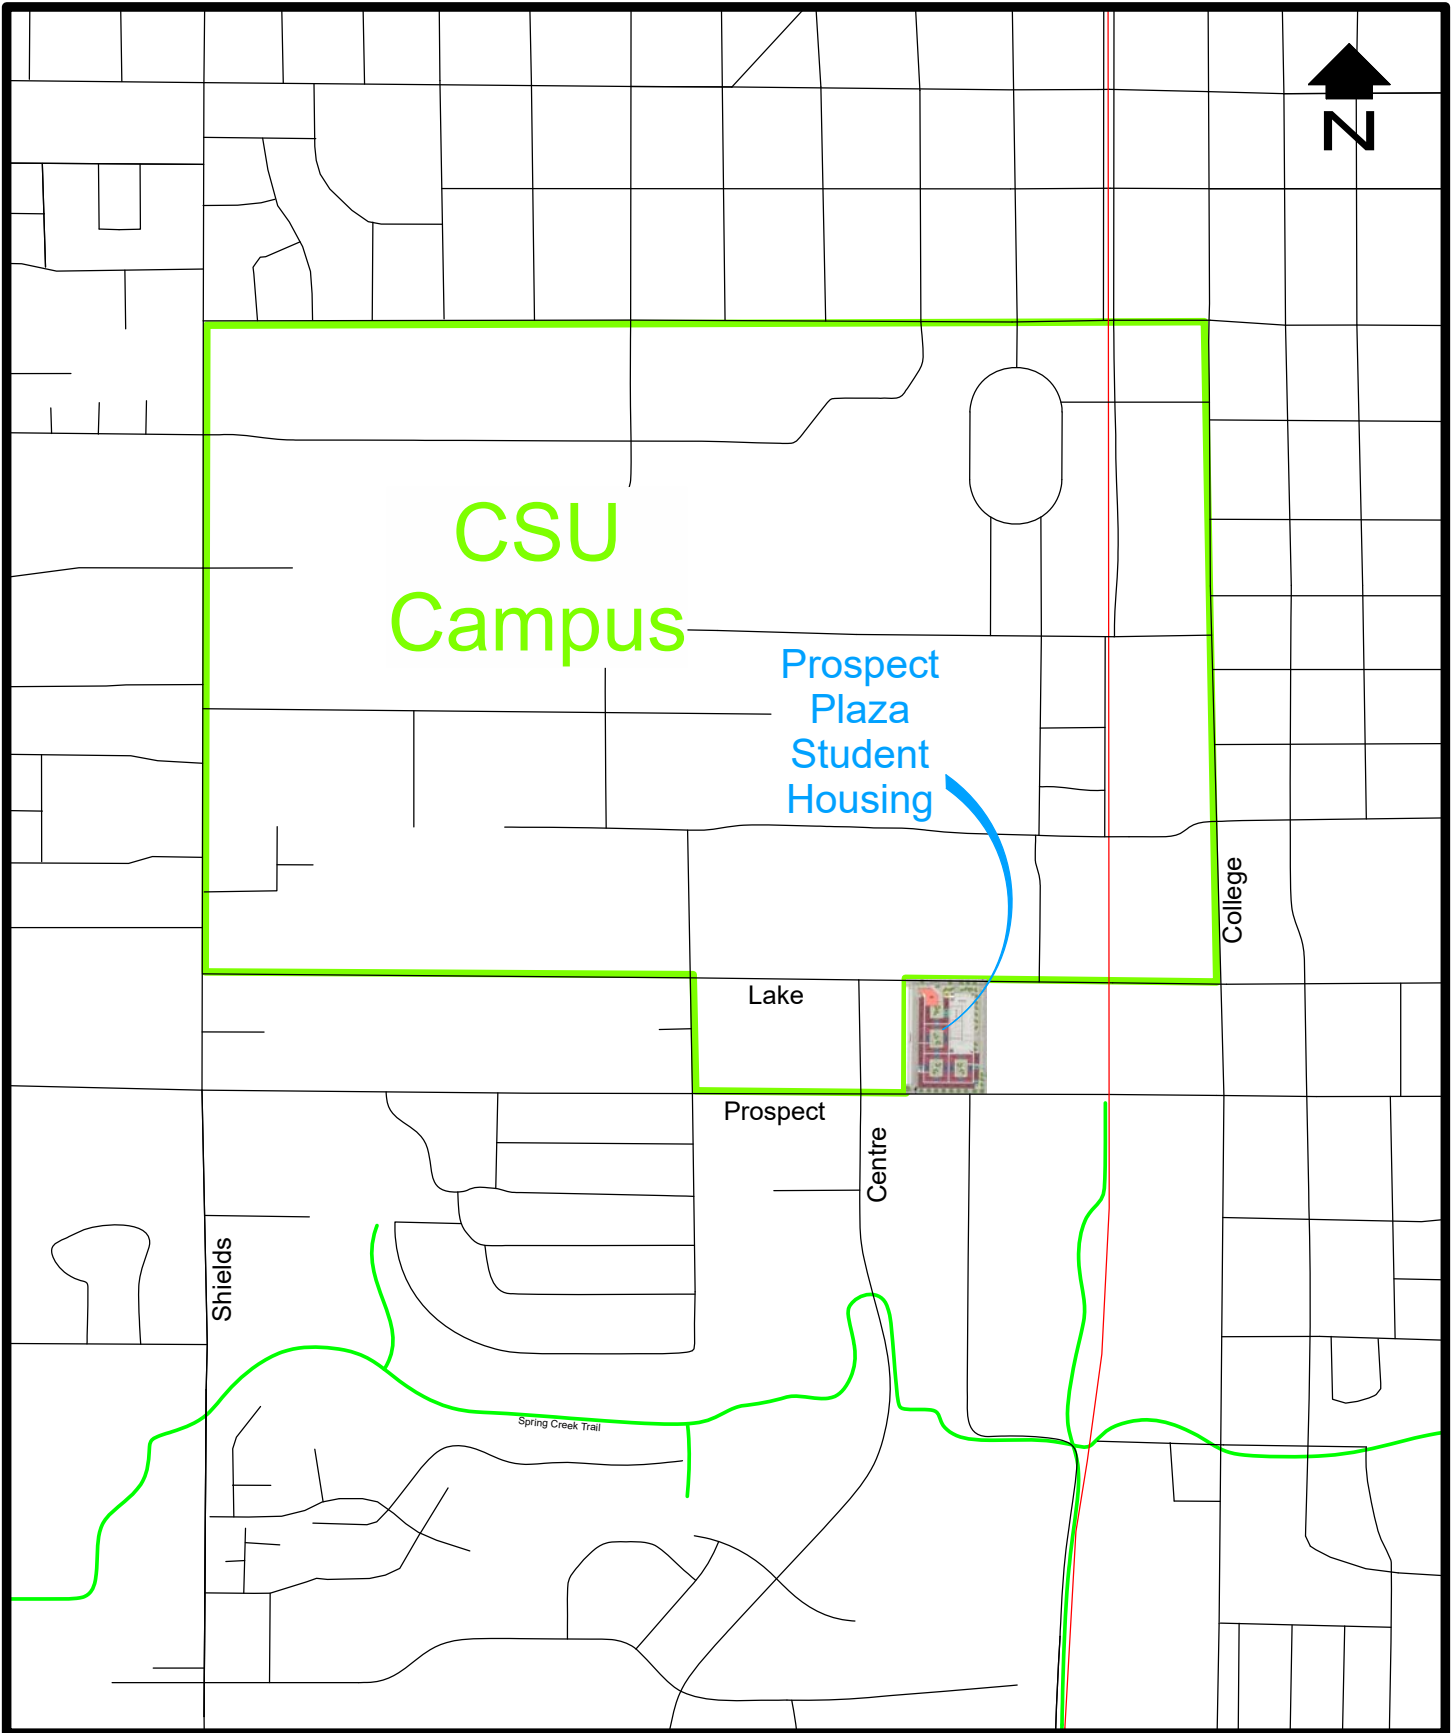 N
CSU
Campus
Prospect
Plaza
Student
Housing
College
Lake
Prospect
Centre
Shields
Spring Creek Trail